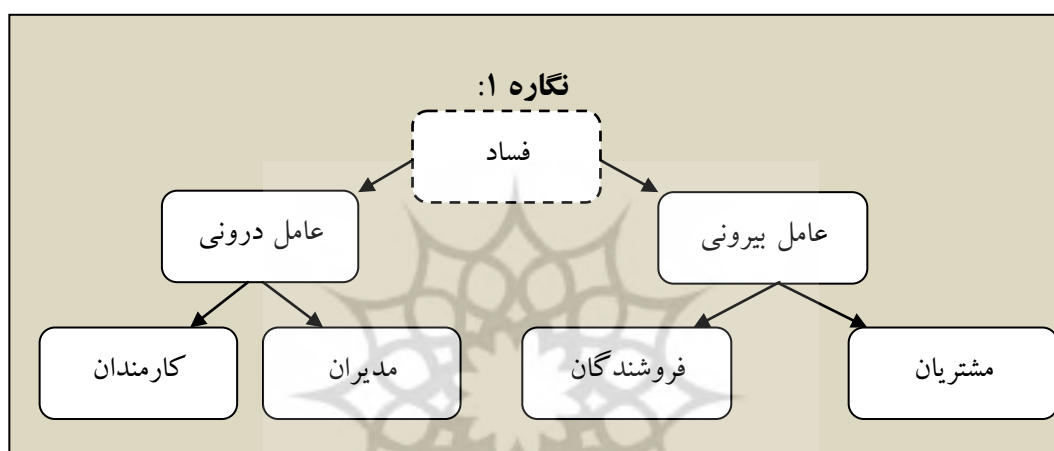 نگاره ۱:
فساد
عامل بیرونی
عامل درونی
مشتریان
فروشندگان
مدیران
کارمندان